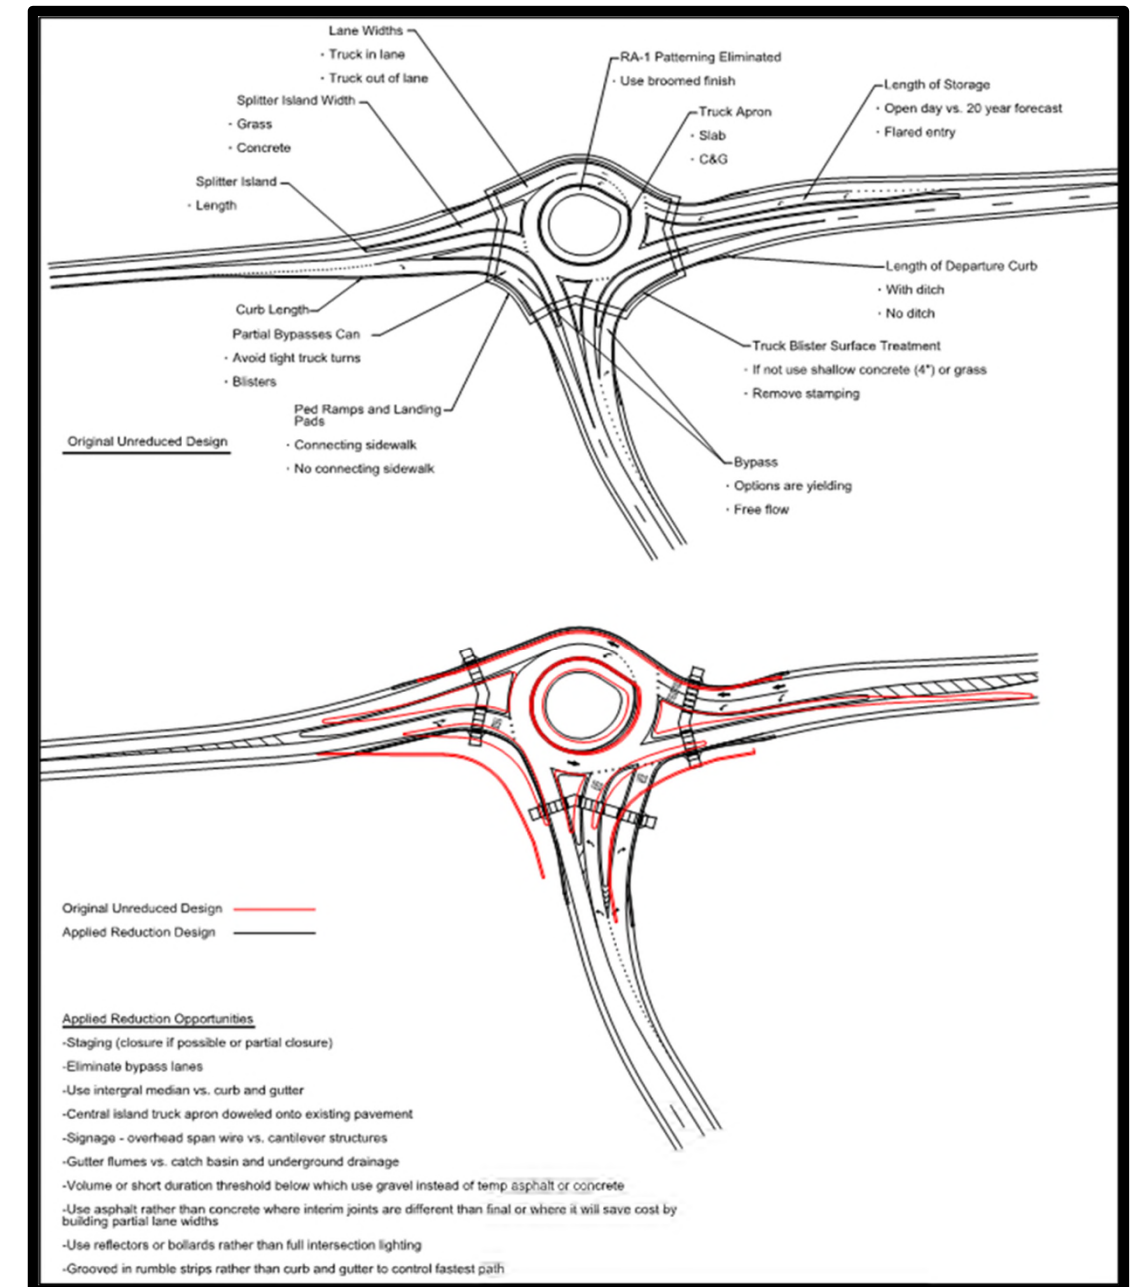 Lane Widths
· Truck in lane
· Truck out of lane
RA-1 Patterning Eliminated
· Use broomed finish
Length of Storage
· Open day vs. 20 year forecast
· Flared entry
Splitter Island Width
· Grass
· Concrete
Truck Apron
· Slab
· C&G
Splitter Island
· Length
Length of Departure Curb
· With ditch
· No ditch
Curb Length
Partial Bypasses Can
· Avoid tight truck turns
· Blisters
Truck Blister Surface Treatment
· If not use shallow concrete (4") or grass
· Remove stamping
Ped Ramps and Landing
Pads
· Connecting sidewalk
· No connecting sidewalk
Original Unreduced Design
Bypass
· Options are yielding
· Free flow
Original Unreduced Design
Applied Reduction Design
Applied Reduction Opportunities
-Staging (closure if possible or partial closure)
-Eliminate bypass lanes
-Use intergral median vs. curb and gutter
-Central island truck apron doweled onto existing pavement
-Signage - overhead span wire vs. cantilever structures
-Gutter flumes vs. catch basin and underground drainage
-Volume or short duration threshold below which use gravel instead of temp asphalt or concrete
-Use asphalt rather than concrete where interim joints are different than final or where it will save cost by
building partial lane widths
-Use reflectors or bollards rather than full intersection lighting
-Grooved in rumble strips rather than curb and gutter to control fastest path